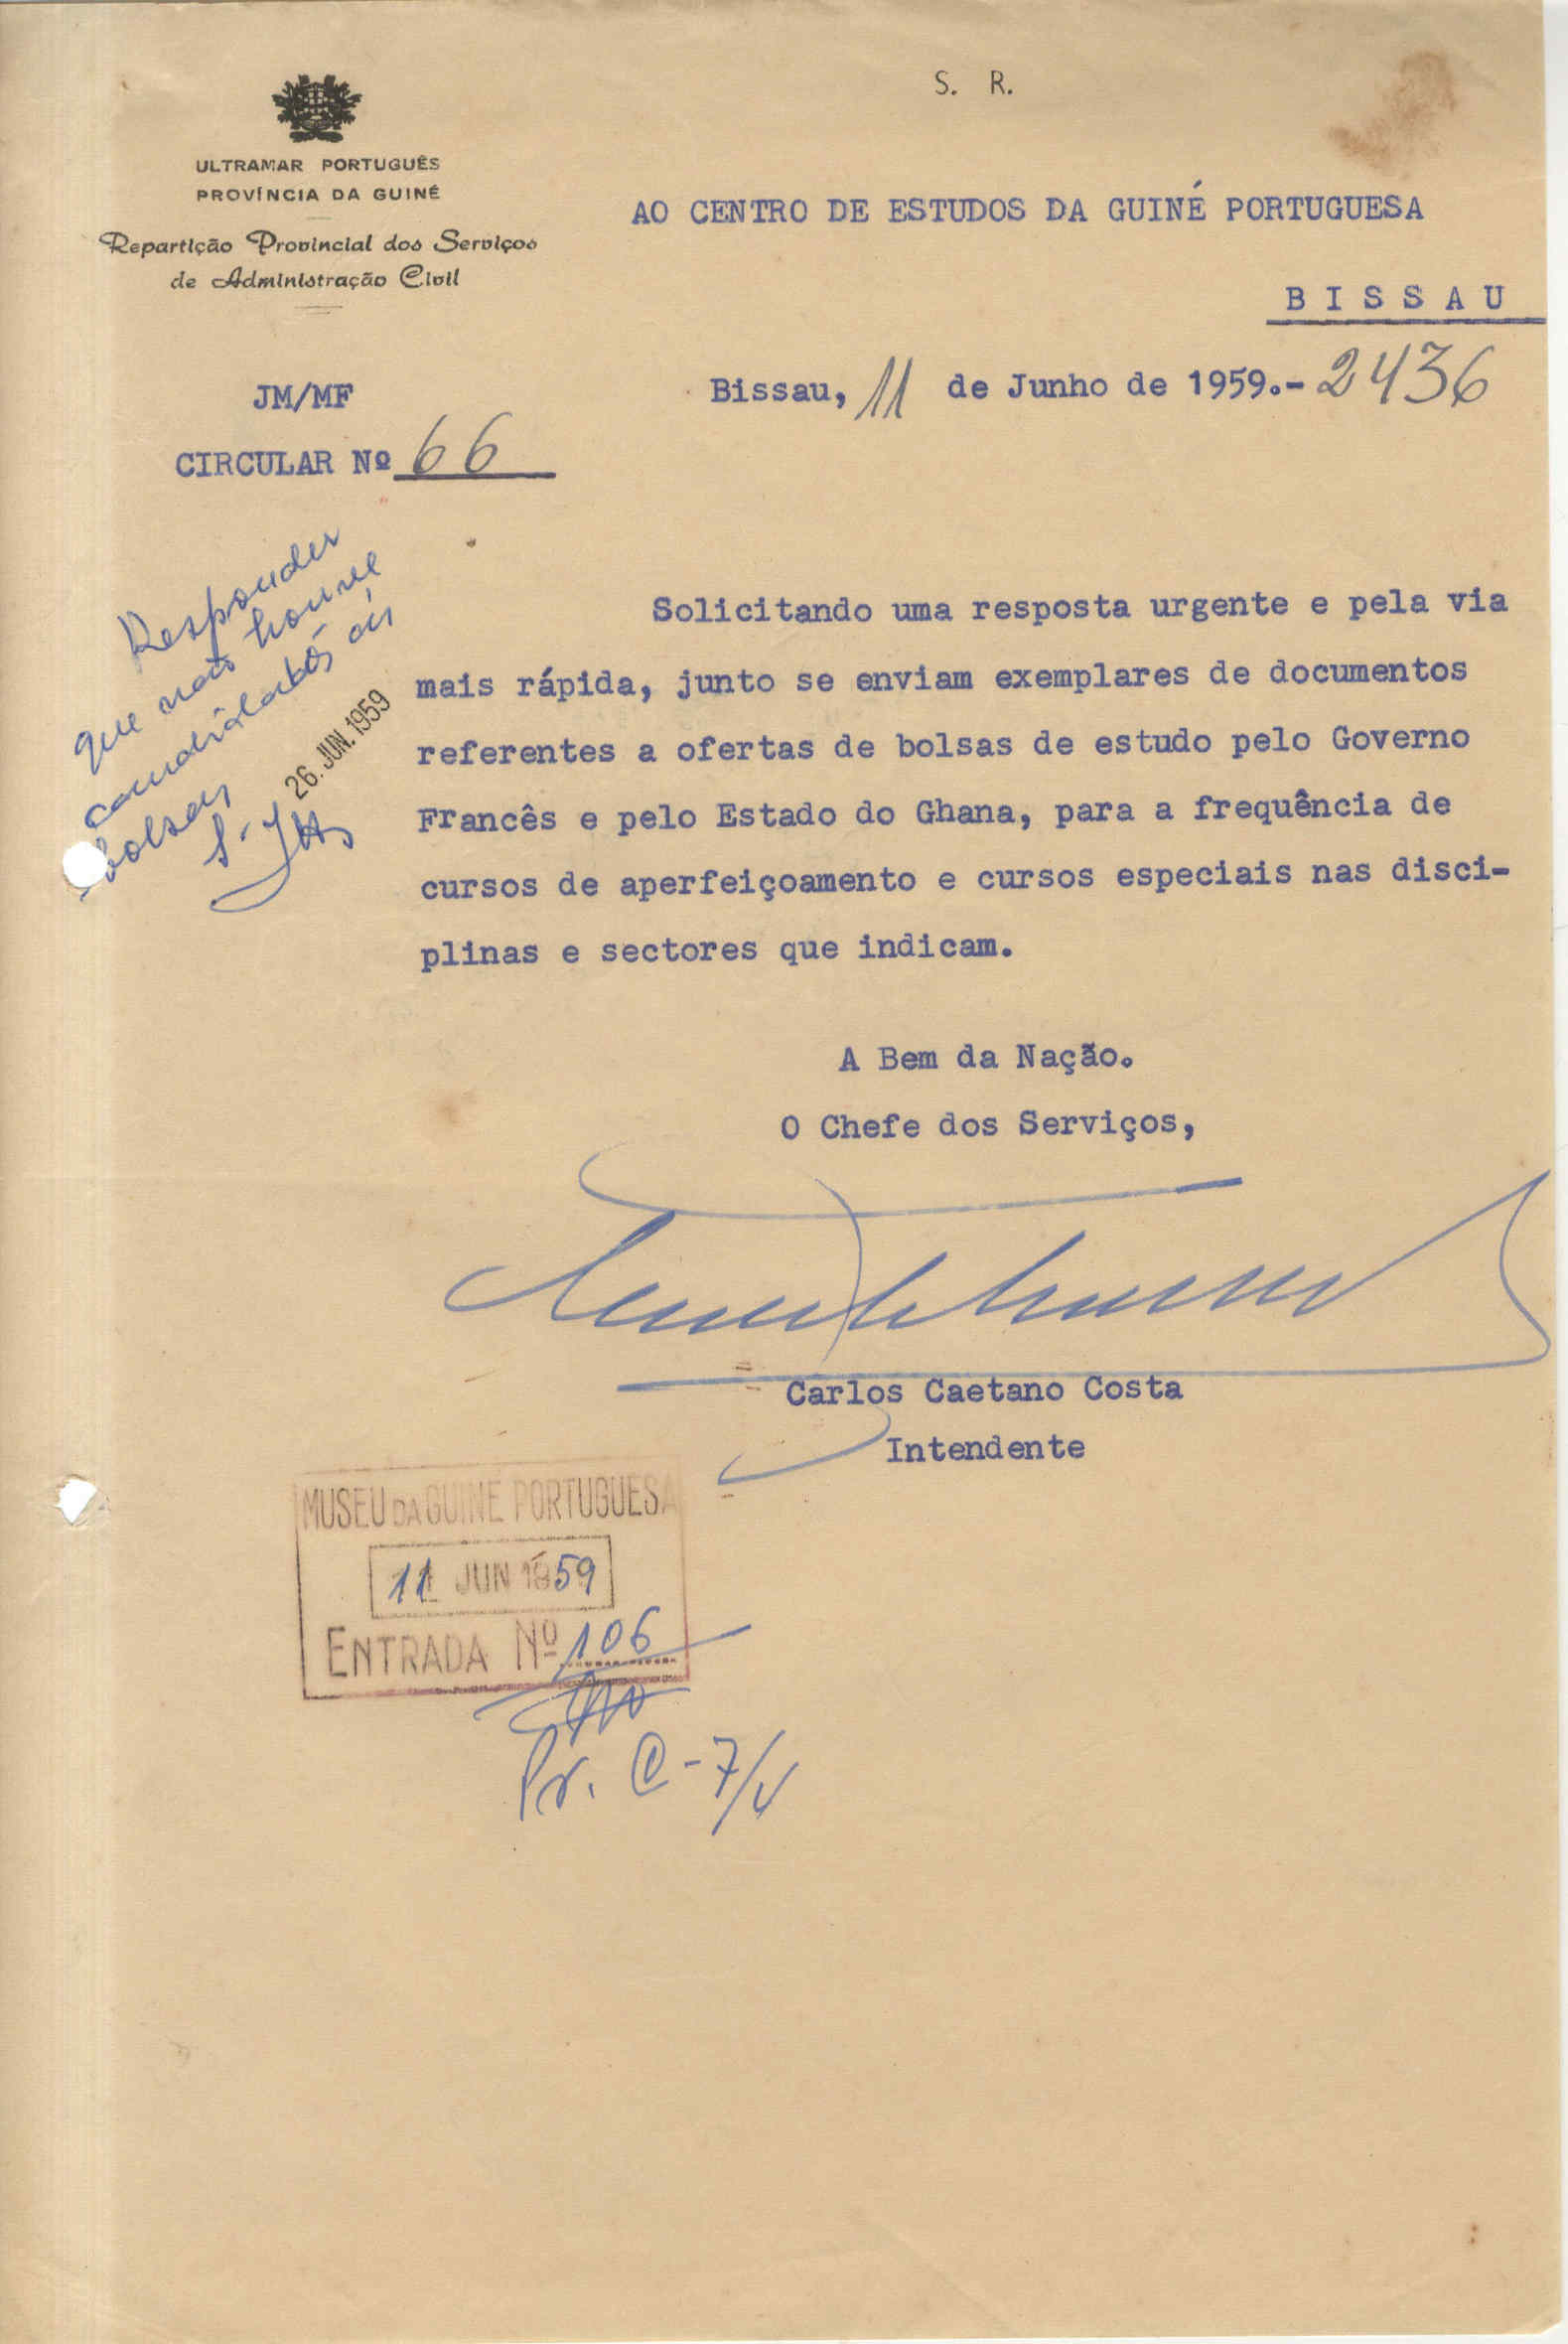 S. R.
ULTRAMAR PORTUGUÊS
PROVÍNCIA DA GUINÉ
Repartição Provincial dos Serviços
de Administração Civil
AO CENTRO DE ESTUDOS DA GUINÉ PORTUGUESA
BISSAU
Bissau, 11 de Junho de 1959.- 2436
JM/MF
CIRCULAR Nº 66
Responder
que não houve
candidatos às
bolsas
26. JUN. 1959
Solicitando uma resposta urgente e pela via
mais rápida, junto se enviam exemplares de documentos
referentes a ofertas de bolsas de estudo pelo Governo
Francês e pelo Estado do Ghana, para a frequência de
cursos de aperfeiçoamento e cursos especiais nas disci-
plinas e sectores que indicam.
A Bem da Nação.
O Chefe dos Serviços,
Carlos Caetano Costa
Intendente
MUSEU DA GUINÉ PORTUGUESA
11 JUN 1959
ENTRADA Nº 106
Pr. C-7/V